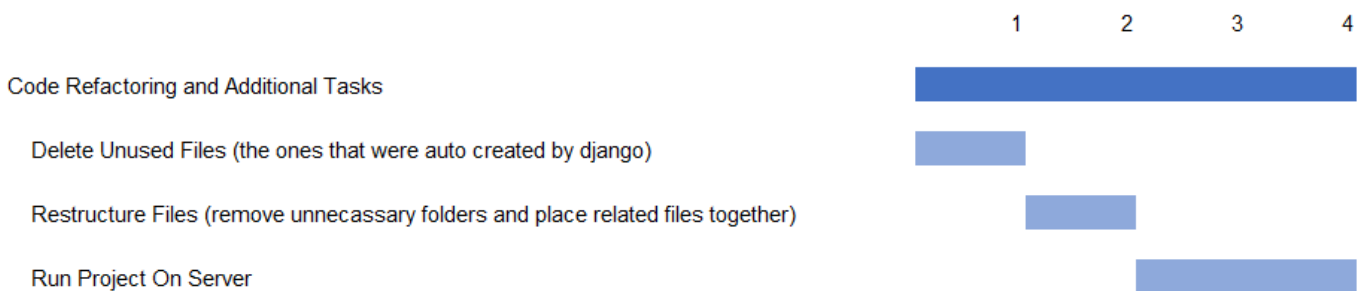 1 2 3 4
Code Refactoring and Additional Tasks
Delete Unused Files (the ones that were auto created by django)
Restructure Files (remove unnecassary folders and place related files together)
Run Project On Server